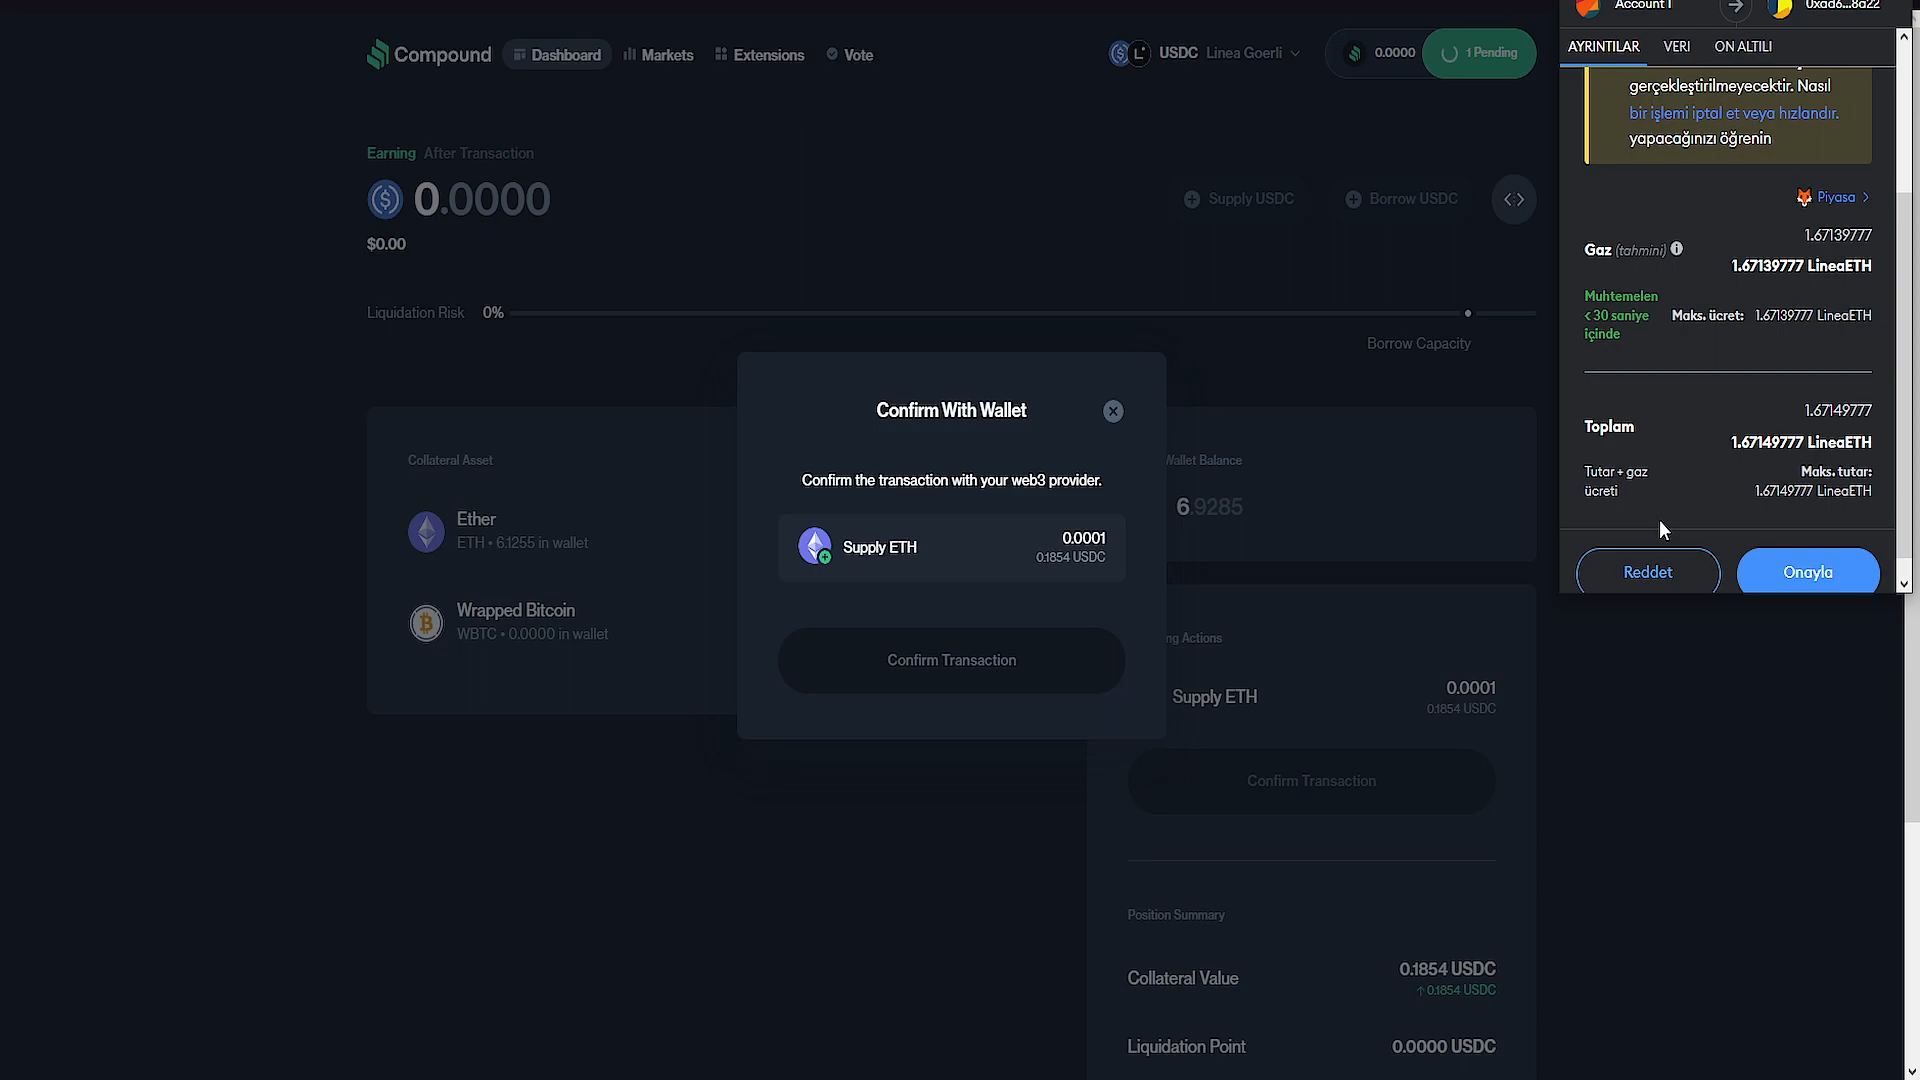 Compound
Dashboard
Markets
Extensions
Vote
USDC Linea Goerli
0.0000
1 Pending
Earning After Transaction
0.0000
$0.00
Supply USDC
Borrow USDC
Liquidation Risk 0%
Borrow Capacity
Collateral Asset
Ether
ETH • 6.1255 in wallet
Wrapped Bitcoin
WBTC • 0.0000 in wallet
Confirm With Wallet
Confirm the transaction with your web3 provider.
Supply ETH
0.0001
0.1854 USDC
Confirm Transaction
Wallet Balance
6.9285
ng Actions
Supply ETH
0.0001
0.1854 USDC
Confirm Transaction
Position Summary
Collateral Value
0.1854 USDC
↑ 0.1854 USDC
Liquidation Point
0.0000 USDC
Account 1
0xad6...8a22
AYRINTILAR
VERİ
ON ALTILI
gerçekleştirilmeyecektir. Nasıl
bir işlemi iptal et veya hızlandır.
yapacağınızı öğrenin
Piyasa
1.67139777
Gaz (tahmini)
1.67139777 LineaETH
Muhtemelen
< 30 saniye
içinde
Maks. ücret: 1.67139777 LineaETH
1.67149777
Toplam
1.67149777 LineaETH
Tutar + gaz
ücreti
Maks. tutar:
1.67149777 LineaETH
Reddet
Onayla